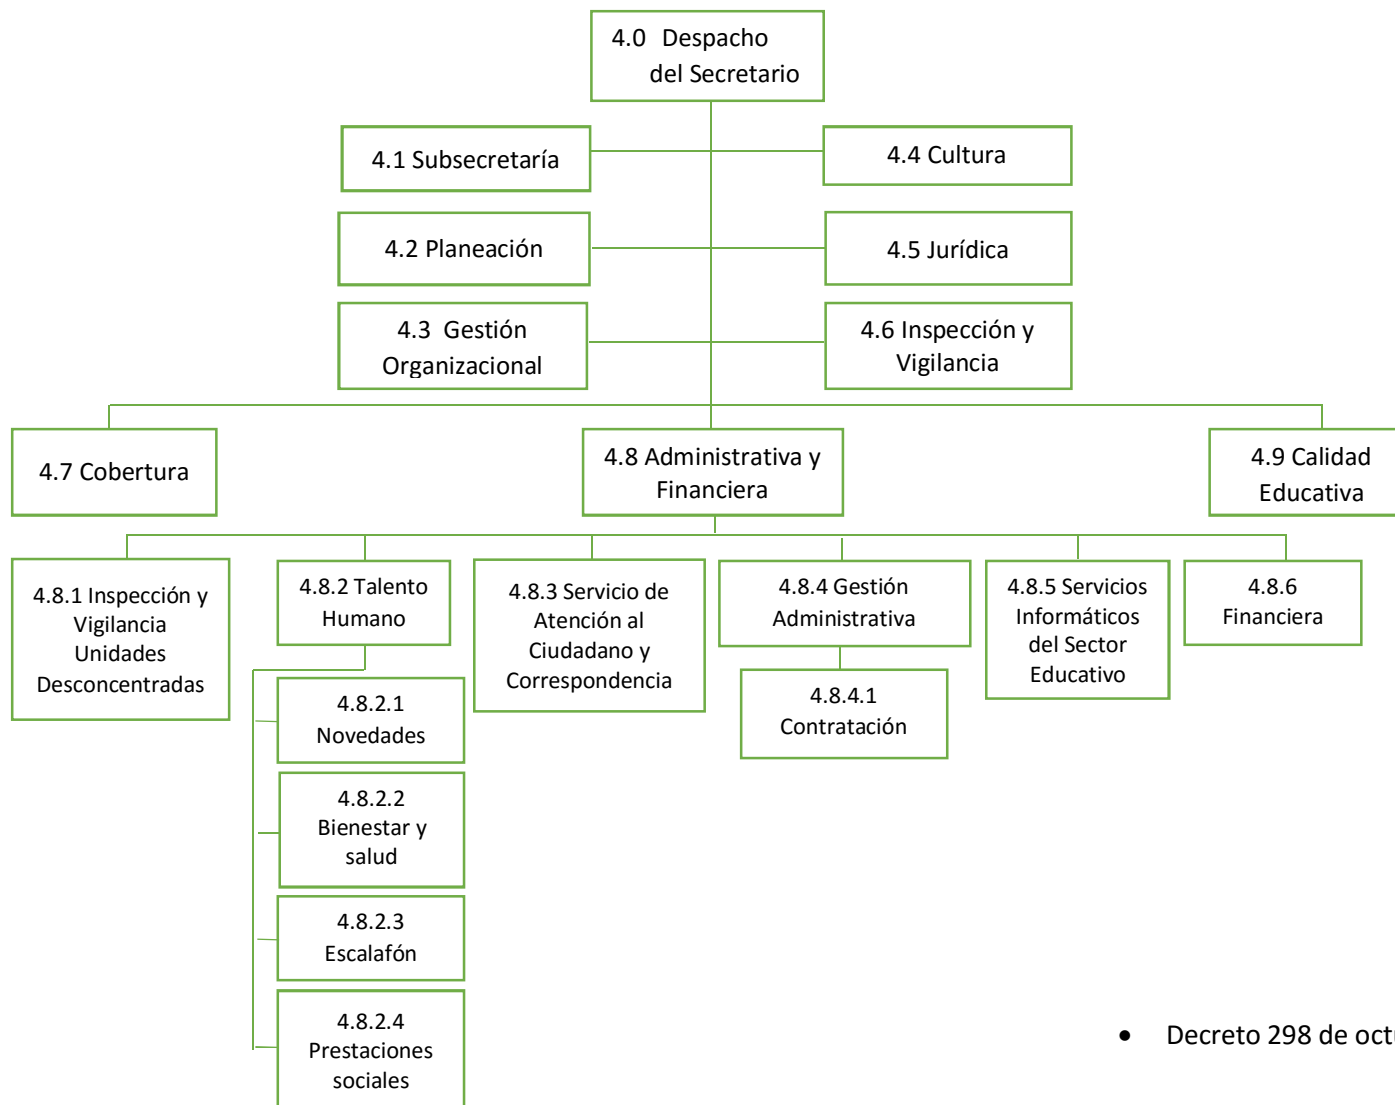 4.0 Despacho
del Secretario
4.1 Subsecretaría
4.4 Cultura
4.2 Planeación
4.5 Jurídica
4.3 Gestión
Organizacional
4.6 Inspección y
Vigilancia
4.7 Cobertura
4.8 Administrativa y
Financiera
4.9 Calidad
Educativa
4.8.1 Inspección y
Vigilancia
Unidades
Desconcentradas
4.8.2 Talento
Humano
4.8.3 Servicio de
Atención al
Ciudadano y
Correspondencia
4.8.4 Gestión
Administrativa
4.8.5 Servicios
Informáticos
del Sector
Educativo
4.8.6
Financiera
4.8.2.1
Novedades
4.8.4.1
Contratación
4.8.2.2
Bienestar y
salud
4.8.2.3
Escalafón
4.8.2.4
Prestaciones
sociales
• Decreto 298 de